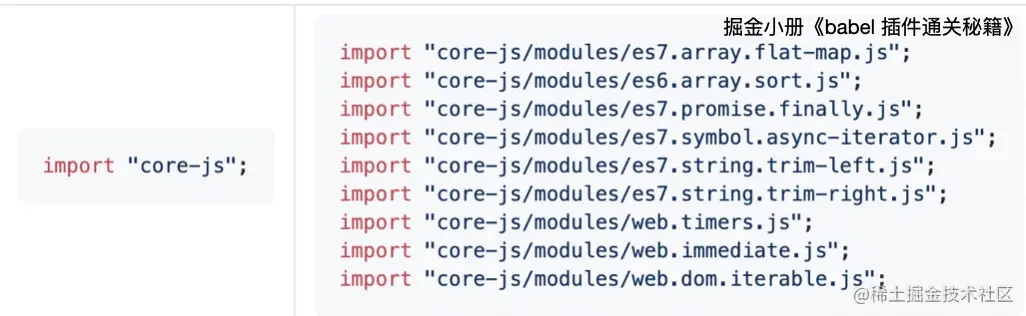 掘金小册《babel 插件通关秘籍》
import "core-js";
import "core-js/modules/es7.array.flat-map.js";
import "core-js/modules/es6.array.sort.js";
import "core-js/modules/es7.promise.finally.js";
import "core-js/modules/es7.symbol.async-iterator.js";
import "core-js/modules/es7.string.trim-left.js";
import "core-js/modules/es7.string.trim-right.js";
import "core-js/modules/web.timers.js";
import "core-js/modules/web.immediate.js";
import "core-js/modules/web.dom.iterable.js";
@稀土掘金技术社区